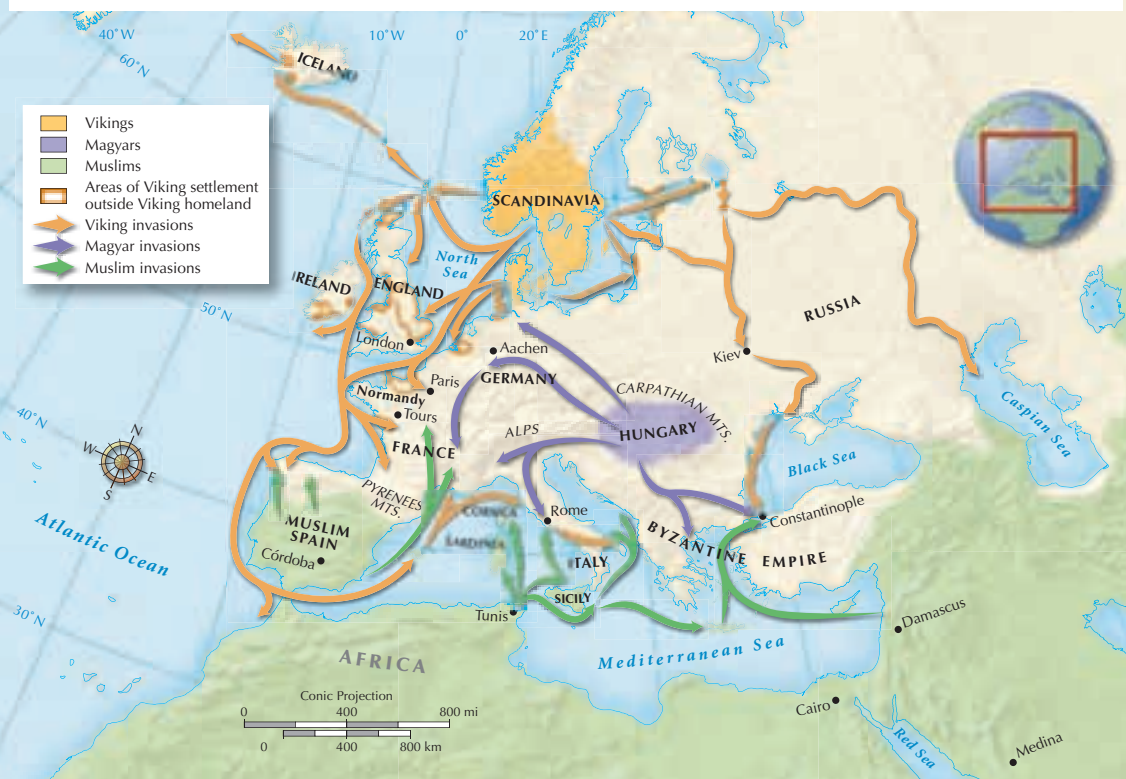 40°W
60°N
10°W
0°
20°E
ICELAND
Vikings
Magyars
Muslims
Areas of Viking settlement
outside Viking homeland
Viking invasions
Magyar invasions
Muslim invasions
SCANDINAVIA
North
Sea
IRELAND
ENGLAND
50°N
London
RUSSIA
Kiev
Aachen
GERMANY
Paris
Normandy
Tours
CARPATHIAN MTS.
HUNGARY
ALPS
FRANCE
40°N
N
W
E
S
Caspian Sea
Black Sea
PYRENEES
MTS.
CORSICA
Rome
Constantinople
MUSLIM
SPAIN
Atlantic Ocean
SARDINIA
BYZANTINE EMPIRE
Córdoba
ITALY
SICILY
30°N
Tunis
Damascus
Mediterranean Sea
AFRICA
Conic Projection
0
400
800 mi
0
400
800 km
Cairo
Red Sea
Medina